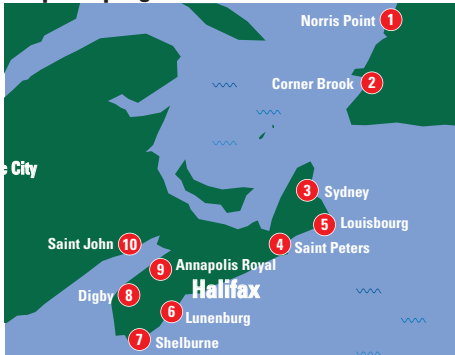 Norris Point 1
Corner Brook 2
e City
3 Sydney
5 Louisbourg
4 Saint Peters
Saint John 10
9 Annapolis Royal
Digby 8
Halifax
6 Lunenburg
7 Shelburne